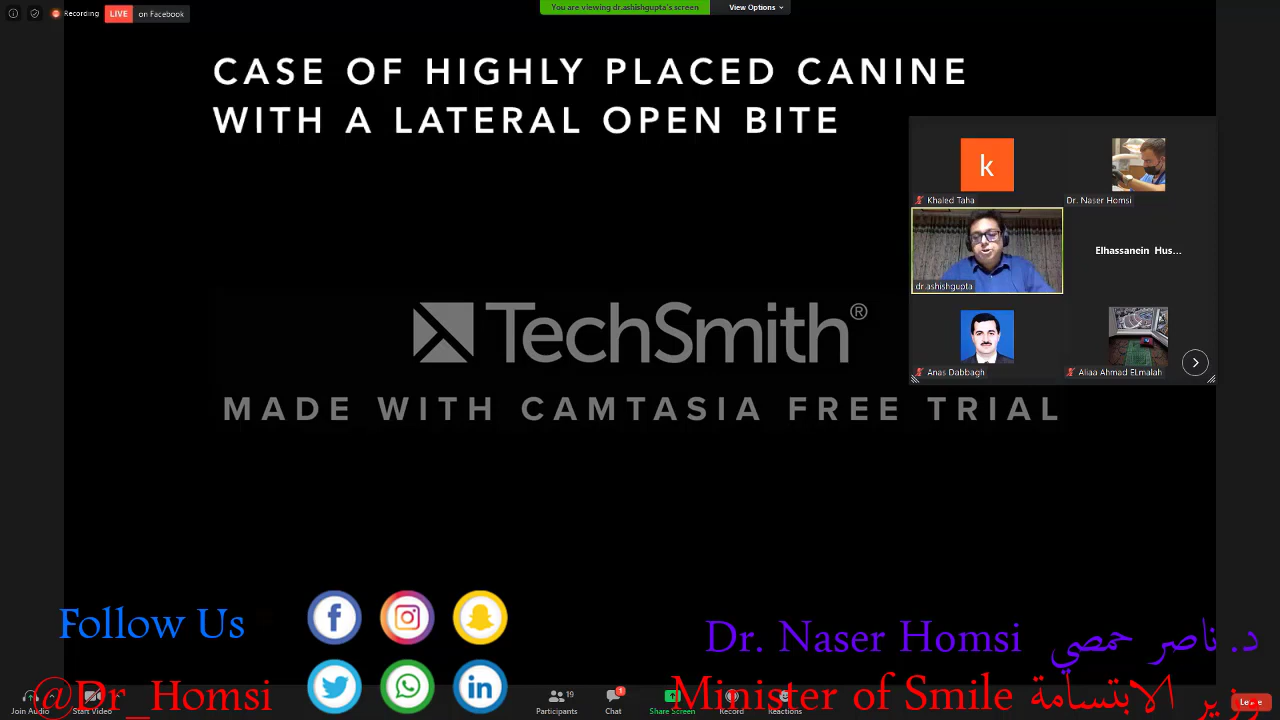 Recording
LIVE
on Facebook
You are viewing dr.ashishgupta's screen
View Options
CASE OF HIGHLY PLACED CANINE
WITH A LATERAL OPEN BITE
k
Khaled Taha
Dr. Naser Homsi
dr.ashishgupta
Elhassanein Hus...
Anas Dabbagh
Aliaa Ahmad ELmalah
TechSmith®
MADE WITH CAMTASIA FREE TRIAL
Follow Us
Dr. Naser Homsi د. ناصر حمصي
@Dr_Homsi
Minister of Smile وزير الابتسامة
Join Audio
Start Video
Participants
19
Chat
Share Screen
Record
Reactions